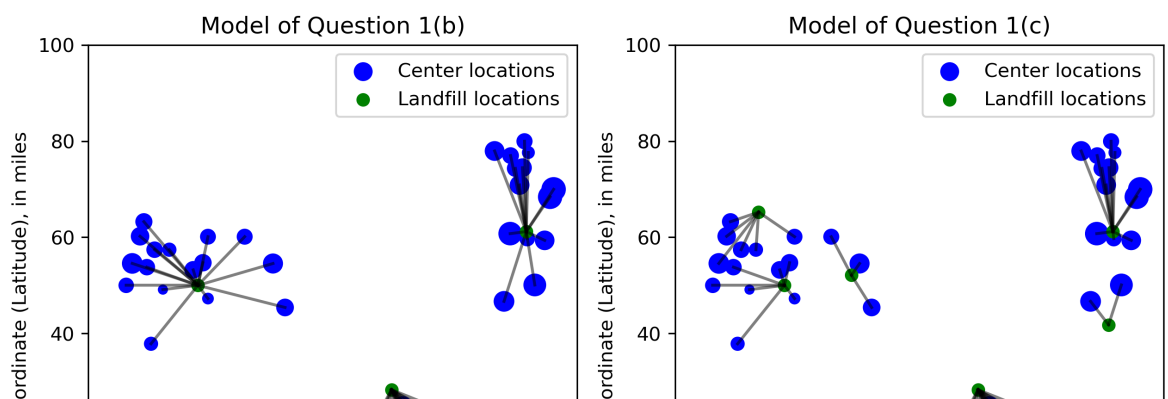 Model of Question 1(b)
100
80
60
40
ordinate (Latitude), in miles
Center locations
Landfill locations
Model of Question 1(c)
100
80
60
40
ordinate (Latitude), in miles
Center locations
Landfill locations